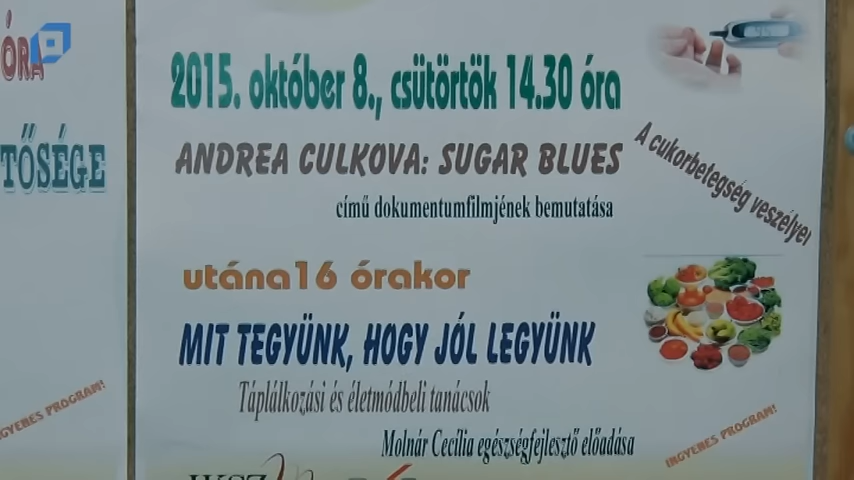 ÓRA
TŐSÉGE
2015. október 8., csütörtök 14.30 óra
ANDREA CULKOVA: SUGAR BLUES
című dokumentumfilmjének bemutatása
A cukorbetegség veszélyei
utána16 órakor
MIT TEGYÜNK, HOGY JÓL LEGYÜNK
Táplálkozási és életmódbeli tanácsok
Molnár Cecília egészségfejlesztő előadása
INGYENES PROGRAM!
GYENES PROGRAM!